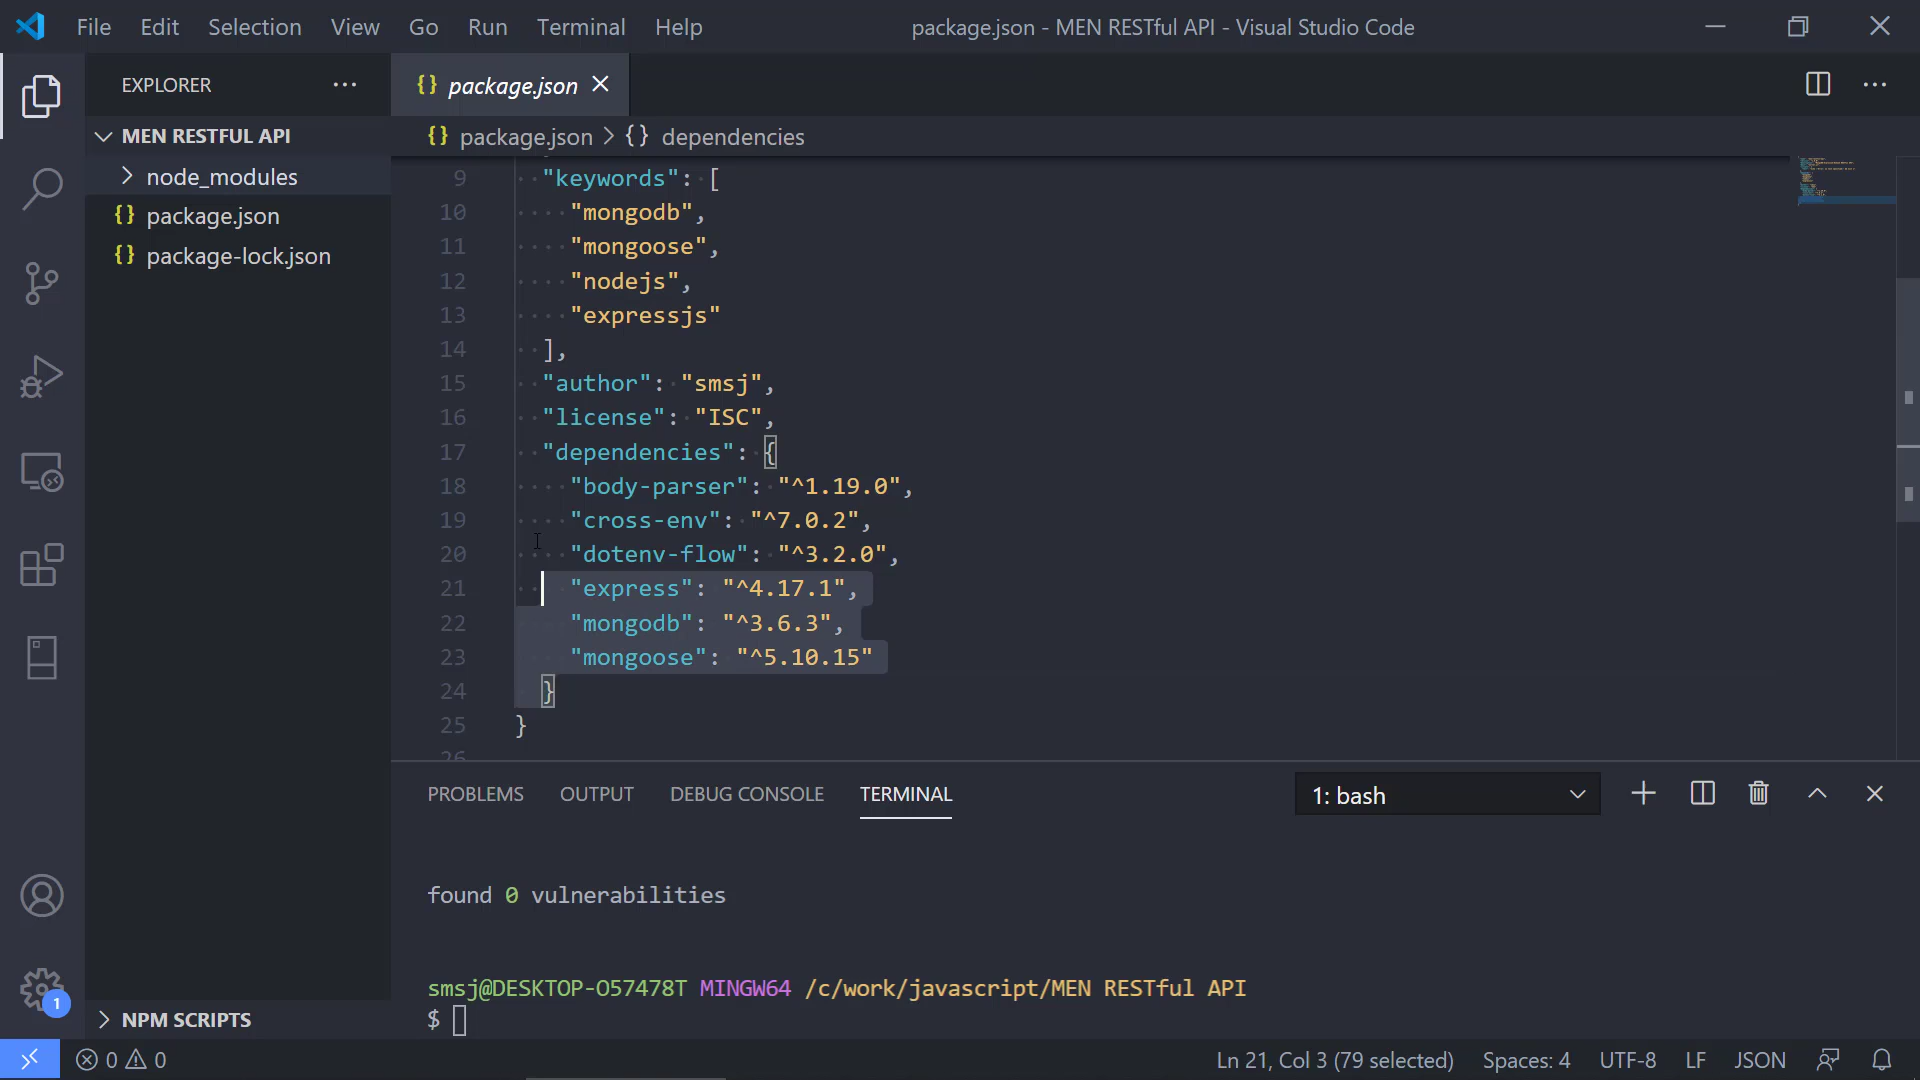 File Edit Selection View Go Run Terminal Help package.json - MEN RESTful API - Visual Studio Code
EXPLORER
package.json
MEN RESTFUL API
package.json > {} dependencies
node_modules
{} package.json
{} package-lock.json
9 "keywords": [
10 "mongodb",
11 "mongoose",
12 "nodejs",
13 "expressjs"
14 ],
15 "author": "smsj",
16 "license": "ISC",
17 "dependencies": {
18 "body-parser": "^1.19.0",
19 "cross-env": "^7.0.2",
20 "dotenv-flow": "^3.2.0",
21 "express": "^4.17.1",
22 "mongodb": "^3.6.3",
23 "mongoose": "^5.10.15"
24 }
25 }
26
PROBLEMS OUTPUT DEBUG CONSOLE TERMINAL 1: bash
found 0 vulnerabilities
smsj@DESKTOP-O57478T MINGW64 /c/work/javascript/MEN RESTful API
$
1
NPM SCRIPTS
0 0 Ln 21, Col 3 (79 selected) Spaces: 4 UTF-8 LF JSON